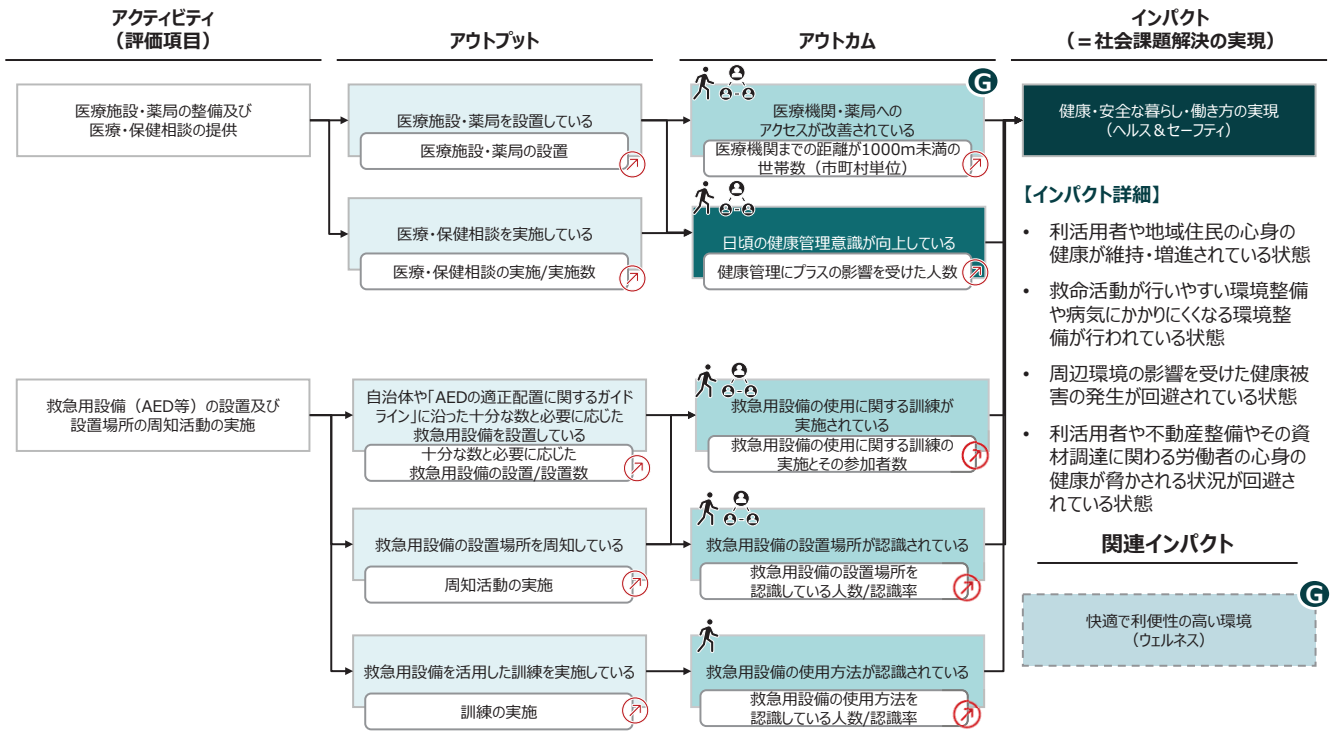 アクティビティ
（評価項目）
アウトプット
アウトカム
インパクト
（＝社会課題解決の実現）
医療施設・薬局の整備及び
医療・保健相談の提供
医療施設・薬局を設置している
医療施設・薬局の設置
医療・保健相談を実施している
医療・保健相談の実施/実施数
G
医療機関・薬局への
アクセスが改善されている
医療機関までの距離が1000m未満の
世帯数（市町村単位）
日頃の健康管理意識が向上している
健康管理にプラスの影響を受けた人数
救急用設備（AED等）の設置及び
設置場所の周知活動の実施
自治体や「AEDの適正配置に関するガイド
ライン」に沿った十分な数と必要に応じた
救急用設備を設置している
十分な数と必要に応じた
救急用設備の設置/設置数
救急用設備の設置場所を周知している
周知活動の実施
救急用設備を活用した訓練を実施している
訓練の実施
救急用設備の使用に関する訓練が
実施されている
救急用設備の使用に関する訓練の
実施とその参加者数
救急用設備の設置場所が認識されている
救急用設備の設置場所を
認識している人数/認識率
救急用設備の使用方法が認識されている
救急用設備の使用方法を
認識している人数/認識率
健康・安全な暮らし・働き方の実現
（ヘルス＆セーフティ）
【インパクト詳細】
• 利活用者や地域住民の心身の
健康が維持・増進されている状態
• 救命活動が行いやすい環境整備
や病気にかかりにくくなる環境整
備が行われている状態
• 周辺環境の影響を受けた健康被
害の発生が回避されている状態
• 利活用者や不動産整備やその資
材調達に関わる労働者の心身の
健康が脅かされる状況が回避さ
れている状態
関連インパクト
G
快適で利便性の高い環境
（ウェルネス）